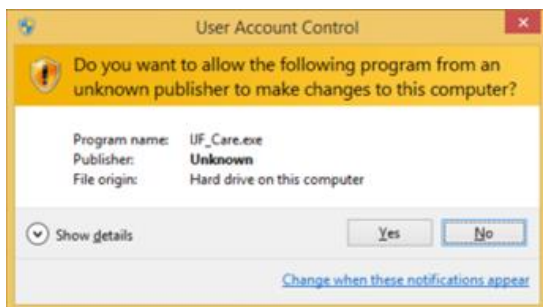 User Account Control
Do you want to allow the following program from an
unknown publisher to make changes to this computer?
Program name: IJF_Care.exe
Publisher: Unknown
File origin: Hard drive on this computer
Show details
Yes
No
Change when these notifications appear